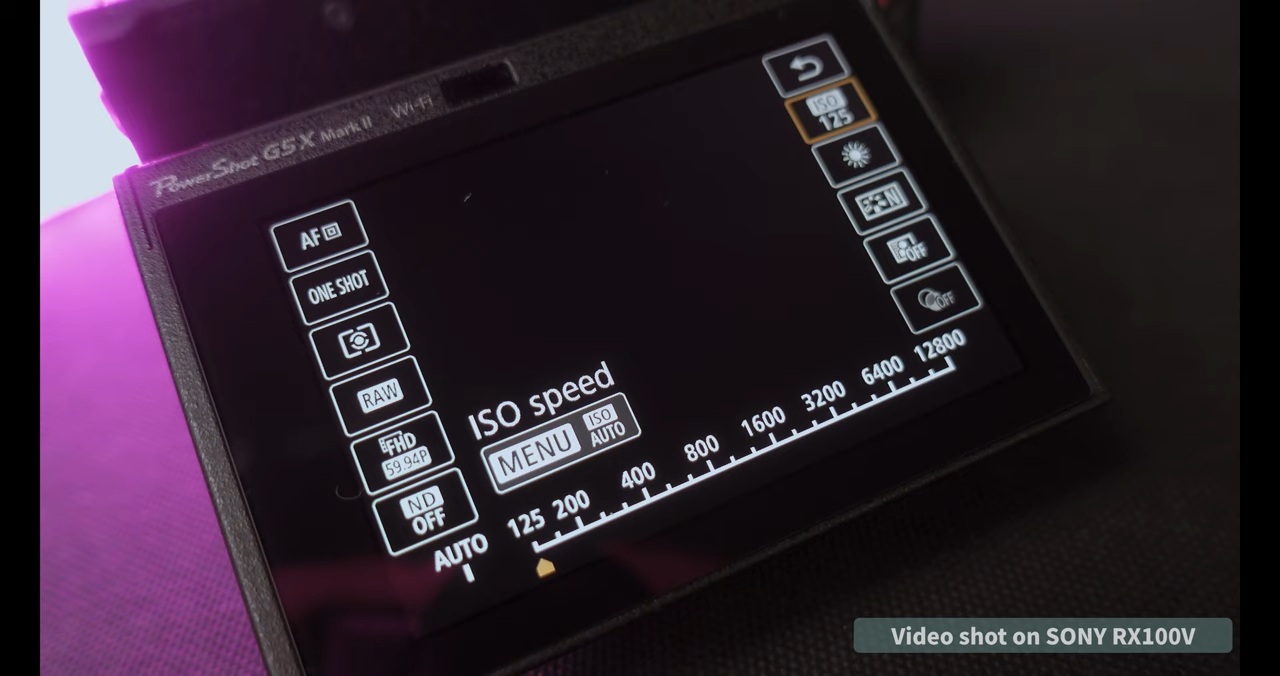 PowerShot G5 X Mark II
Wi-Fi
AF
ONE SHOT
RAW
FHD
59.94P
ND
OFF
ISO
125
N
OFF
OFF
ISO speed
MENU ISO AUTO
AUTO 125 200 400 800 1600 3200 6400 12800
Video shot on SONY RX100V